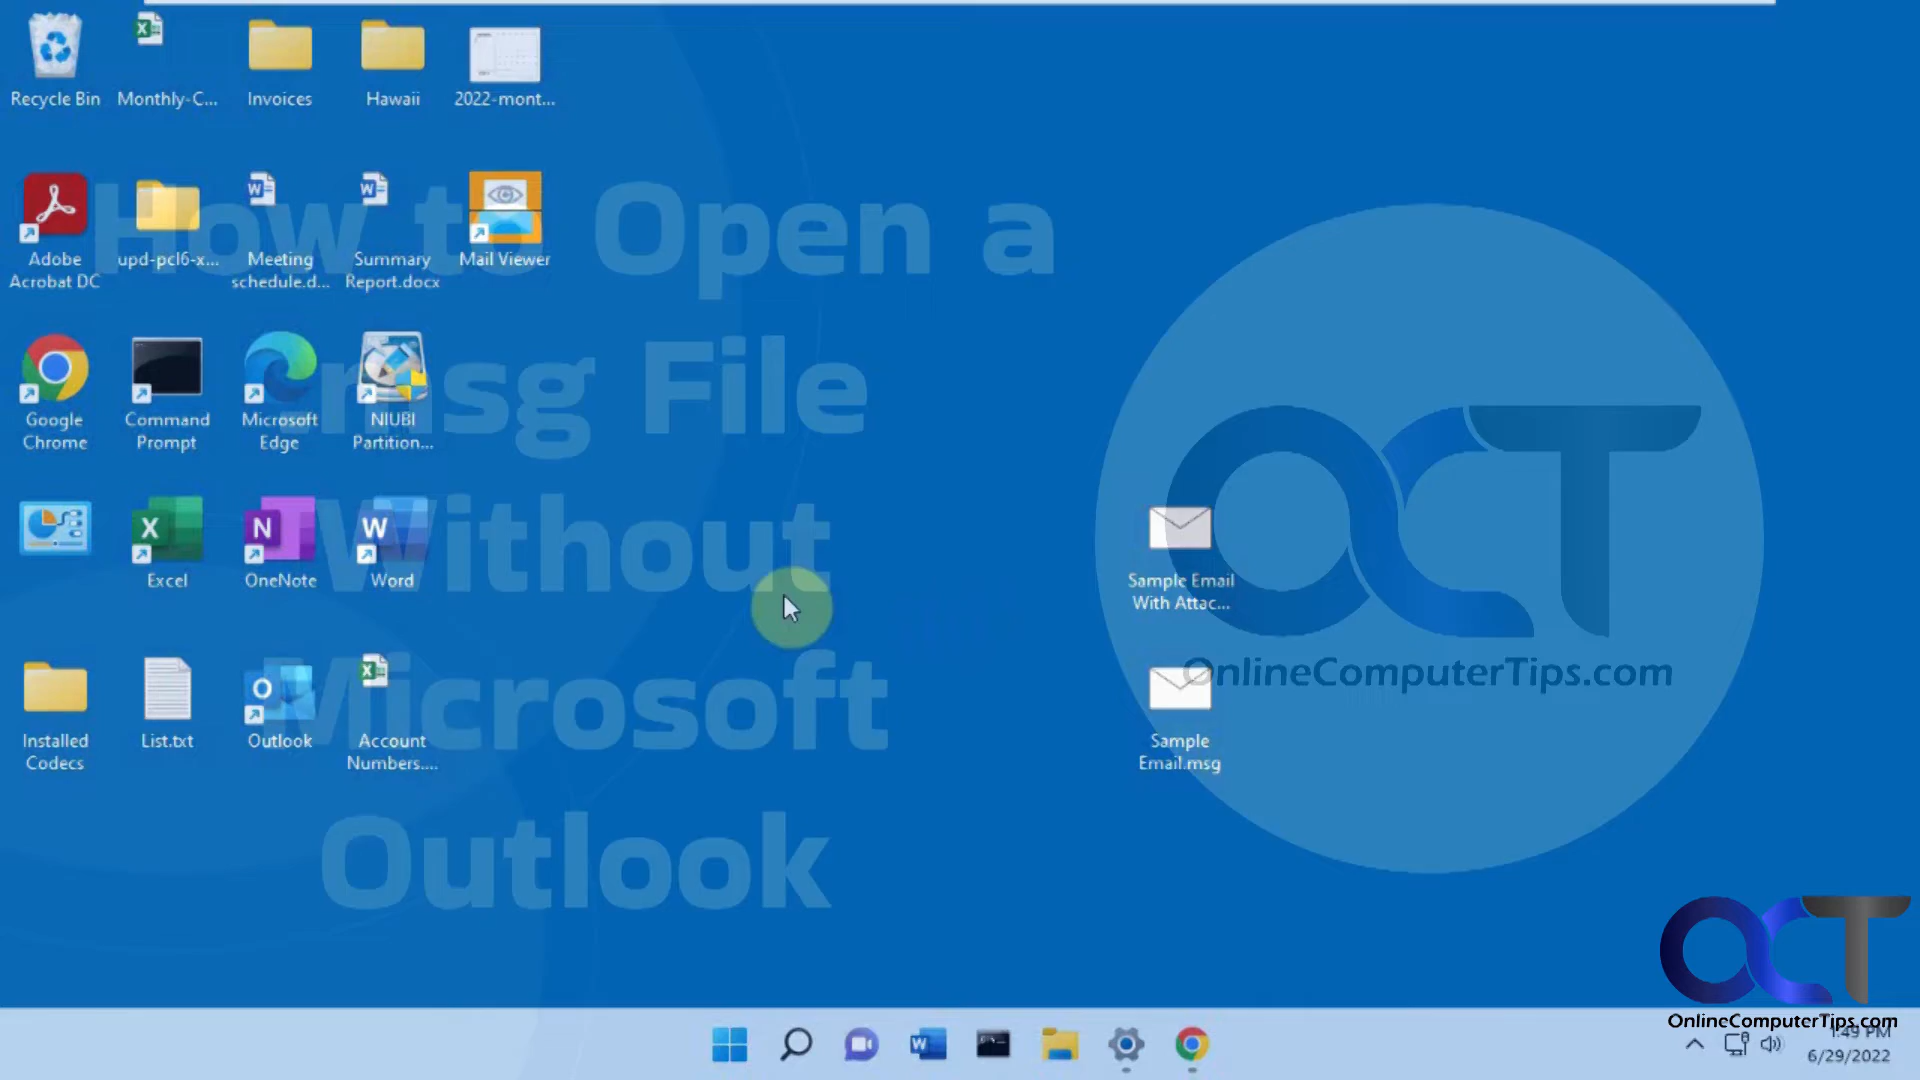 Recycle Bin
Monthly-C...
Invoices
Hawaii
2022-mont...
How to Open a
.msg File
Without
Microsoft
Outlook
Adobe
Acrobat DC
upd-pcl6-x...
Meeting
schedule.d...
Summary
Report.docx
Mail Viewer
Google
Chrome
Command
Prompt
Microsoft
Edge
NIUBI
Partition...
Excel
OneNote
Word
Installed
Codecs
List.txt
Outlook
Account
Numbers....
Sample Email
With Attac...
Sample
Email.msg
OCT
OnlineComputerTips.com
OCT
OnlineComputerTips.com
1:49 PM
6/29/2022